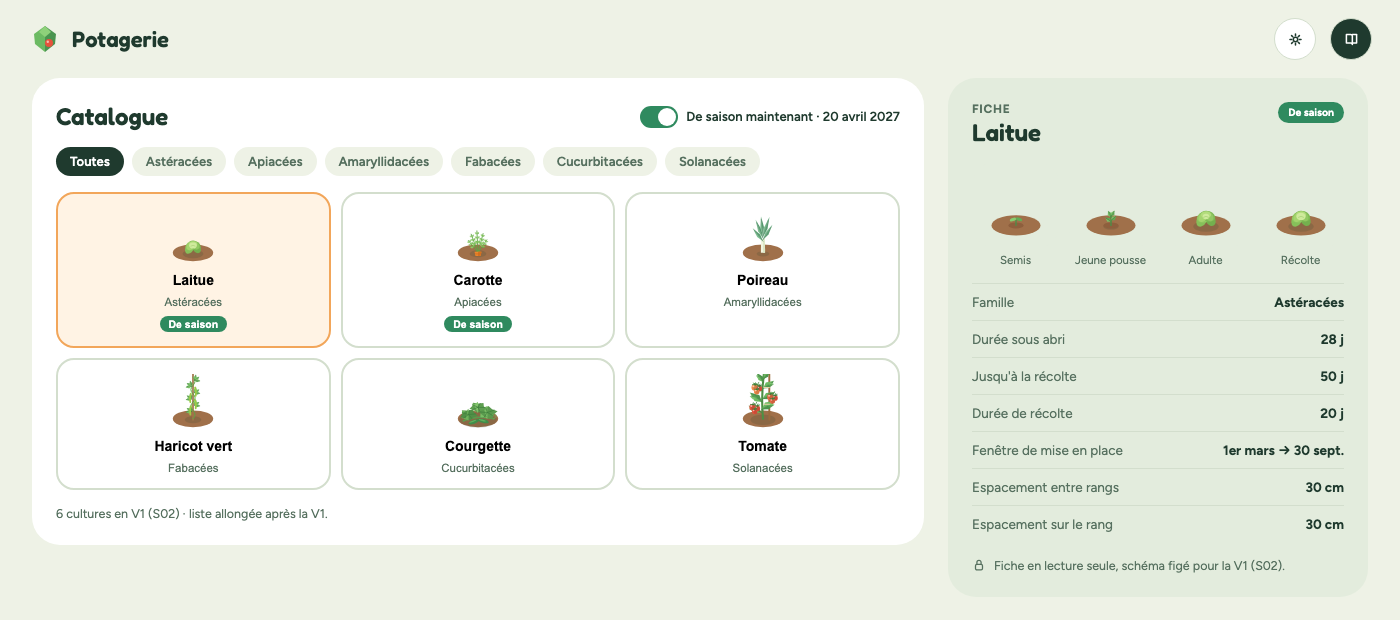 Potagerie
Catalogue
De saison maintenant · 20 avril 2027
Toutes
Astéracées
Apiacées
Amaryllidacées
Fabacées
Cucurbitacées
Solanacées
Laitue
Astéracées
De saison
Carotte
Apiacées
De saison
Poireau
Amaryllidacées
Haricot vert
Fabacées
Courgette
Cucurbitacées
Tomate
Solanacées
6 cultures en V1 (S02) · liste allongée après la V1.
FICHE
De saison
Laitue
Semis
Jeune pousse
Adulte
Récolte
Famille Astéracées
Durée sous abri 28 j
Jusqu'à la récolte 50 j
Durée de récolte 20 j
Fenêtre de mise en place 1er mars → 30 sept.
Espacement entre rangs 30 cm
Espacement sur le rang 30 cm
Fiche en lecture seule, schéma figé pour la V1 (S02).